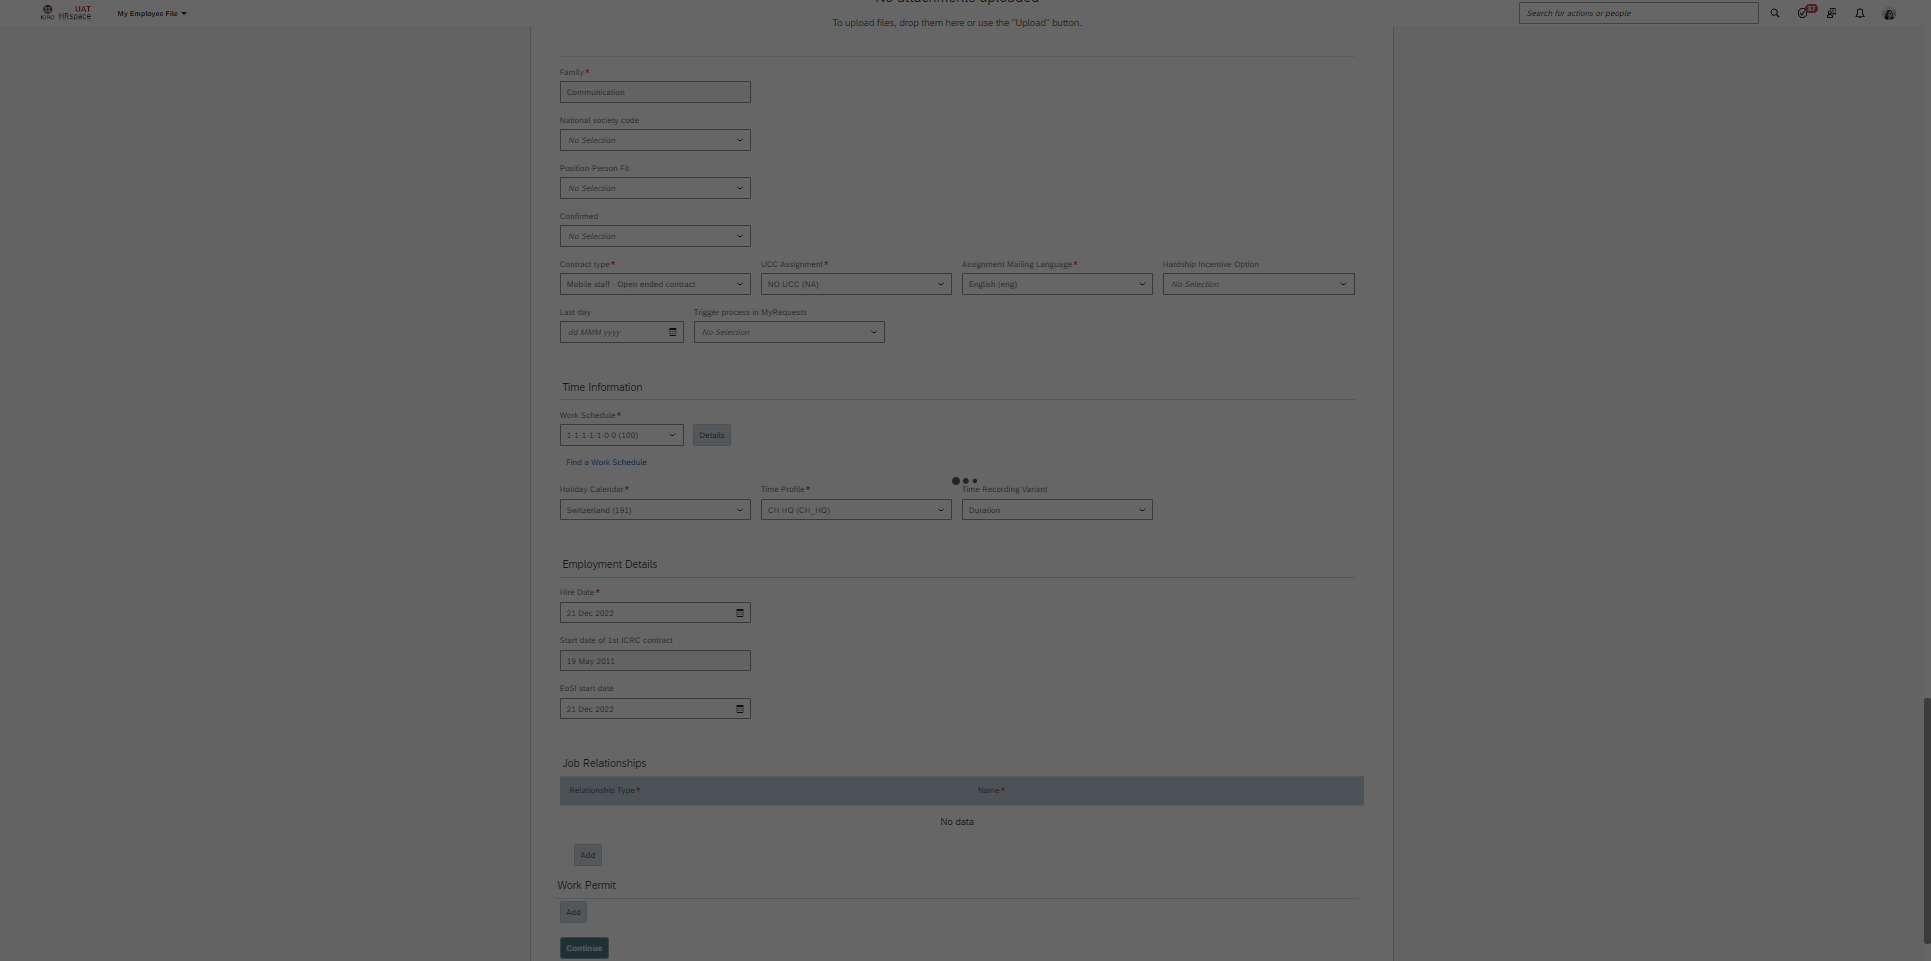 No attachments uploaded
ICRC UAT HRspace
My Employee File
Search for actions or people
37
To upload files, drop them here or use the "Upload" button.
Family*
Communication
National society code
No Selection
Position-Person Fit
No Selection
Confirmed
No Selection
Contract type* UCC Assignment* Assignment Mailing Language* Hardship Incentive Option
Mobile staff - Open ended contract NO UCC (NA) English (eng) No Selection
Last day Trigger process in MyRequests
dd MMM yyyy No Selection
Time Information
Work Schedule*
1-1-1-1-1-0-0 (100) Details
Find a Work Schedule
Holiday Calendar* Time Profile* Time Recording Variant
Switzerland (191) CH HQ (CH_HQ) Duration
Employment Details
Hire Date*
21 Dec 2022
Start date of 1st ICRC contract
19 May 2011
EoSI start date
21 Dec 2022
Job Relationships
Relationship Type* Name*
No data
Add
Work Permit
Add
Continue